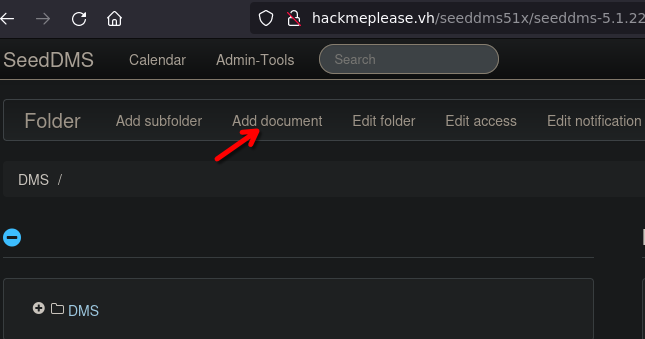 hackmeplease.vh/seeddms51x/seeddms-5.1.22
SeedDMS Calendar Admin-Tools Search
Folder Add subfolder Add document Edit folder Edit access Edit notification
DMS /
DMS